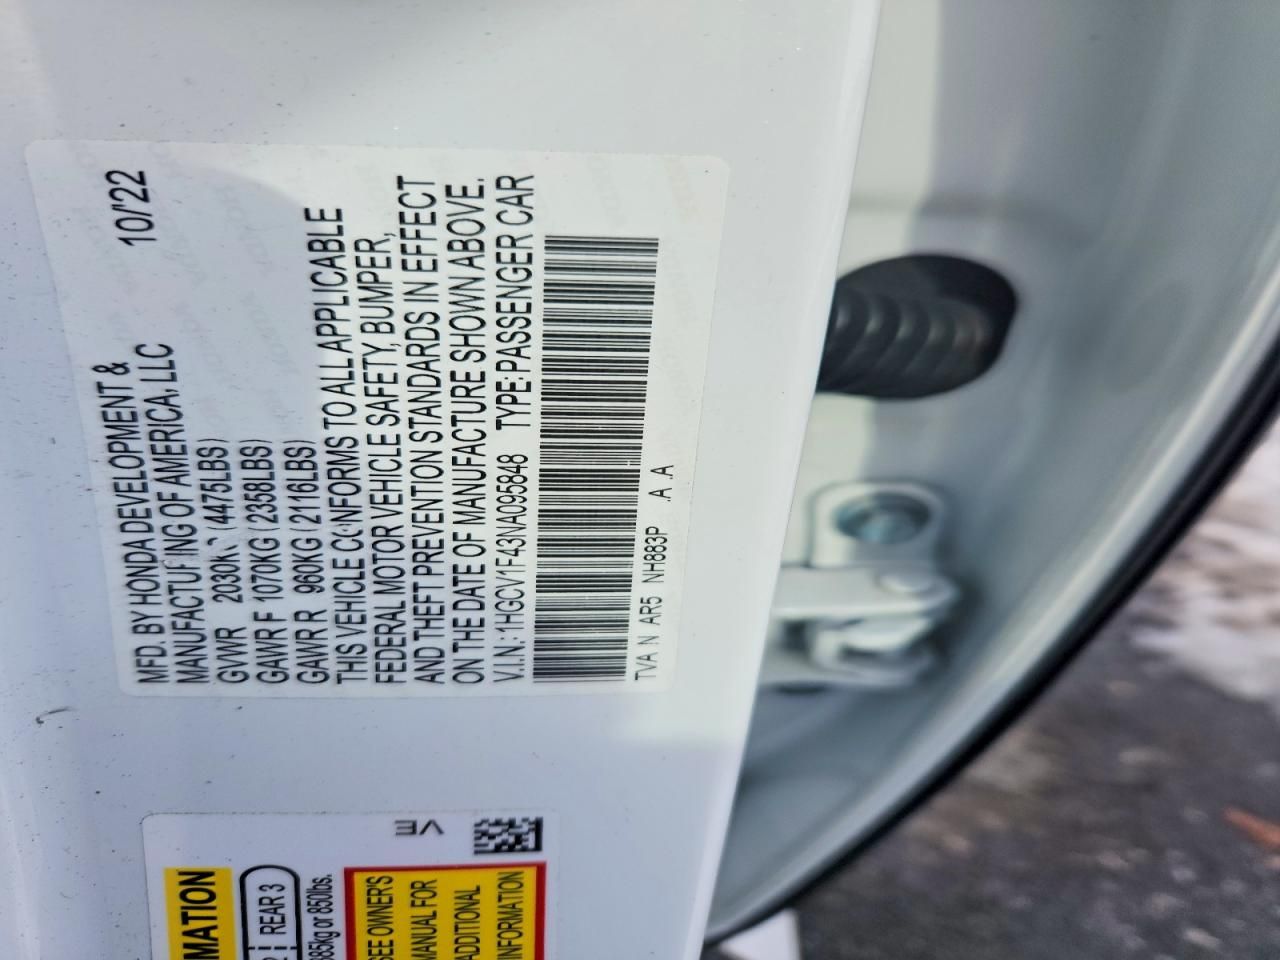 MFD. BY HONDA DEVELOPMENT &
MANUFACTURING OF AMERICA, LLC 10/'22
GVWR 2030KG (4475LBS)
GAWR F 1070KG (2358LBS)
GAWR R 960KG (2116LBS)
THIS VEHICLE CONFORMS TO ALL APPLICABLE
FEDERAL MOTOR VEHICLE SAFETY, BUMPER,
AND THEFT PREVENTION STANDARDS IN EFFECT
ON THE DATE OF MANUFACTURE SHOWN ABOVE.
V.I.N.: 1HGCV1F43NA095848 TYPE: PASSENGER CAR
TVA N AR5 NH883P .A .A
VE
REAR 3
385kg or 850lbs.
SEE OWNER'S
MANUAL FOR
ADDITIONAL
INFORMATION